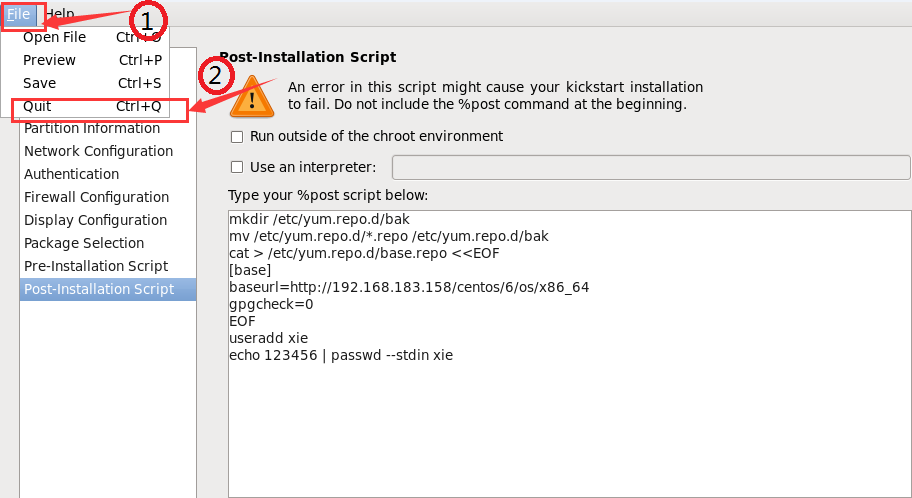 File Help
1
Open File Ctrl+O
Preview Ctrl+P
Save Ctrl+S
Quit Ctrl+Q
2
Partition Information
Network Configuration
Authentication
Firewall Configuration
Display Configuration
Package Selection
Pre-Installation Script
Post-Installation Script
Post-Installation Script
An error in this script might cause your kickstart installation
to fail. Do not include the %post command at the beginning.
Run outside of the chroot environment
Use an interpreter:
Type your %post script below:
mkdir /etc/yum.repo.d/bak
mv /etc/yum.repo.d/*.repo /etc/yum.repo.d/bak
cat > /etc/yum.repo.d/base.repo <<EOF
[base]
baseurl=http://192.168.183.158/centos/6/os/x86_64
gpgcheck=0
EOF
useradd xie
echo 123456 | passwd --stdin xie